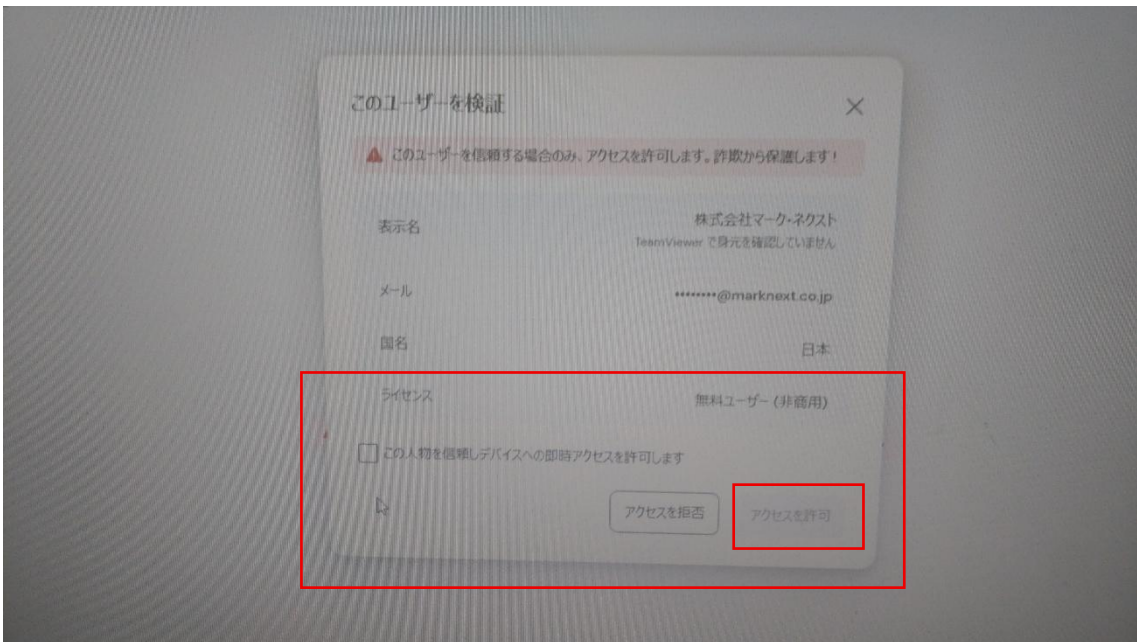 このユーザーを検証
このユーザーを信頼する場合のみ、アクセスを許可します。詐欺から保護します!
表示名
株式会社マーク・ネクスト
TeamViewer で身元を確認していません
メール
••••••••@marknext.co.jp
国名
日本
ライセンス
無料ユーザー (非商用)
この人物を信頼しデバイスへの即時アクセスを許可します
アクセスを拒否
アクセスを許可